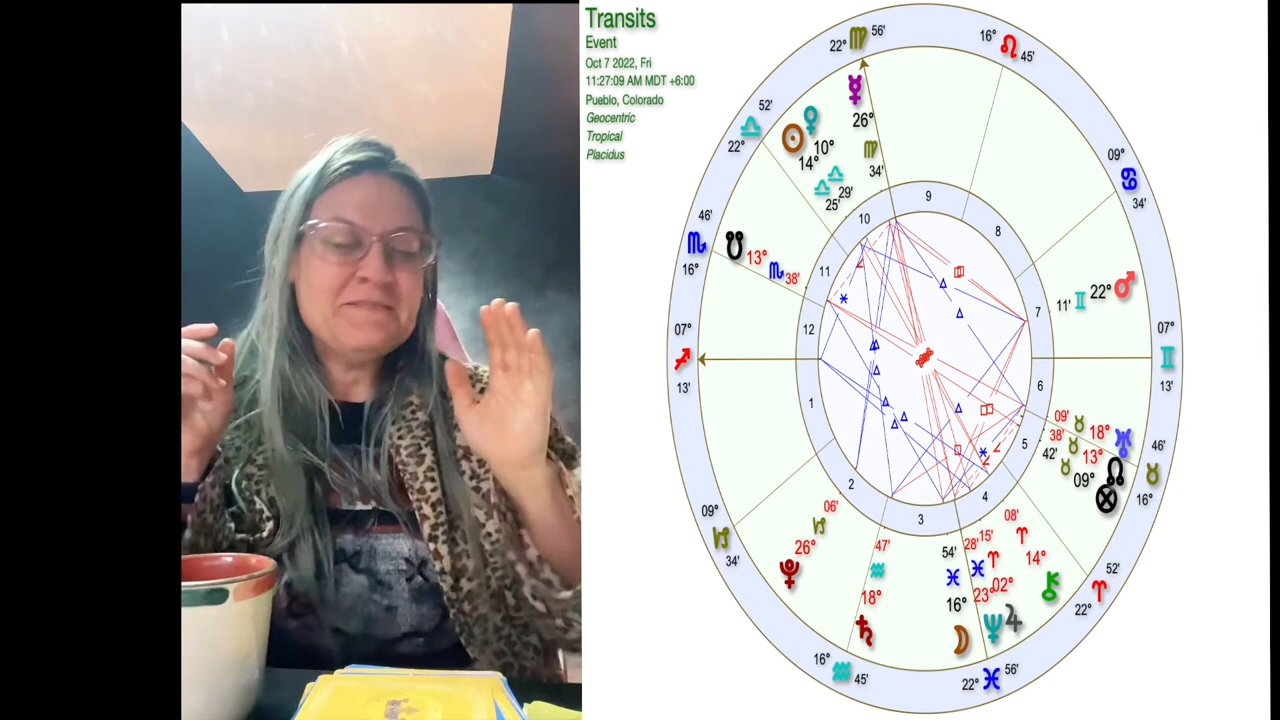 Transits
Event
Oct 7 2022, Fri
11:27:09 AM MDT +6:00
Pueblo, Colorado
Geocentric
Tropical
Placidus
22° ♍ 56'
16° ♌ 45'
09° ♋ 34'
07° ♊ 13'
46' ♉ 16°
52' ♈ 22°
22° ♓ 56'
16° ♒ 45'
09° ♑ 34'
07° ♐ 13'
46' ♏ 16°
52' ♎ 22°
☿ 26° ♍ 34'
♀ 10° ♎ 29'
☉ 14° ♎ 25'
☋ 13° ♏ 38'
♂ 22° ♊ 11'
♅ 18° ♉ 09'
☊ 13° ♉ 38'
⊗ 09° ♉ 42'
⚷ 14° ♈ 08'
♃ 02° ♈ 15'
♆ 23° ♓ 28'
☽ 16° ♓ 54'
♄ 18° ♒ 47'
♇ 26° ♑ 06'
1
2
3
4
5
6
7
8
9
10
11
12